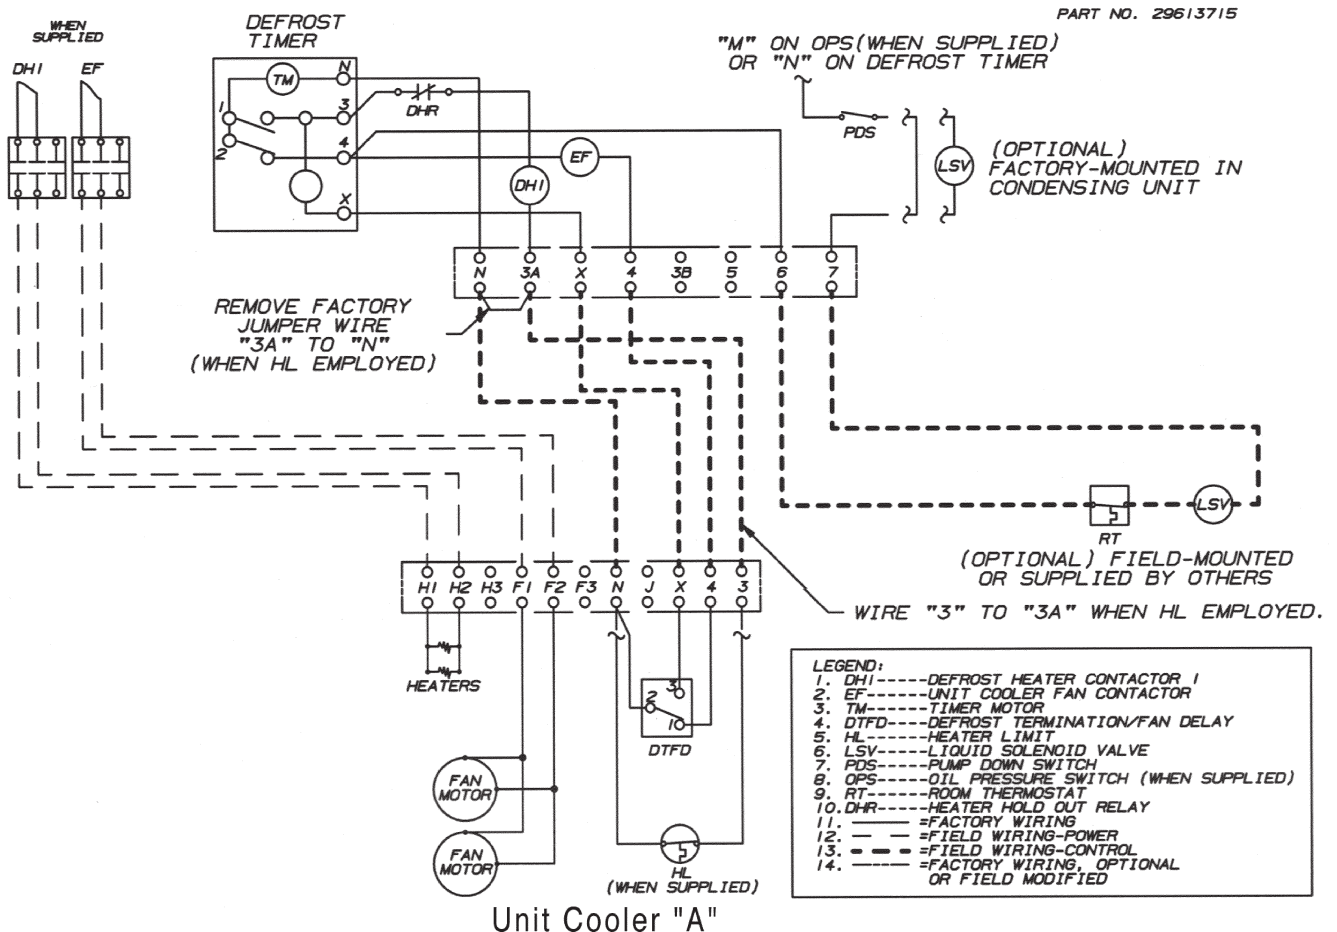 PART NO. 29613715
WHEN
SUPPLIED
DH1
EF
DEFROST
TIMER
TM
N
1
3
2
4
X
DHR
EF
DH1
"M" ON OPS(WHEN SUPPLIED)
OR "N" ON DEFROST TIMER
PDS
LSV
(OPTIONAL)
FACTORY-MOUNTED IN
CONDENSING UNIT
N 3A X 4 3B 5 6 7
REMOVE FACTORY
JUMPER WIRE
"3A" TO "N"
(WHEN HL EMPLOYED)
RT
LSV
(OPTIONAL) FIELD-MOUNTED
OR SUPPLIED BY OTHERS
H1 H2 H3 F1 F2 F3 N J X 4 3
WIRE "3" TO "3A" WHEN HL EMPLOYED.
HEATERS
3
2
1
DTFD
FAN
MOTOR
FAN
MOTOR
HL
(WHEN SUPPLIED)
LEGEND:
1. DH1-----DEFROST HEATER CONTACTOR 1
2. EF------UNIT COOLER FAN CONTACTOR
3. TM------TIMER MOTOR
4. DTFD----DEFROST TERMINATION/FAN DELAY
5. HL------HEATER LIMIT
6. LSV-----LIQUID SOLENOID VALVE
7. PDS-----PUMP DOWN SWITCH
8. OPS-----OIL PRESSURE SWITCH (WHEN SUPPLIED)
9. RT------ROOM THERMOSTAT
10.DHR-----HEATER HOLD OUT RELAY
11. =FACTORY WIRING
12. =FIELD WIRING-POWER
13. =FIELD WIRING-CONTROL
14. =FACTORY WIRING, OPTIONAL
OR FIELD MODIFIED
Unit Cooler "A"